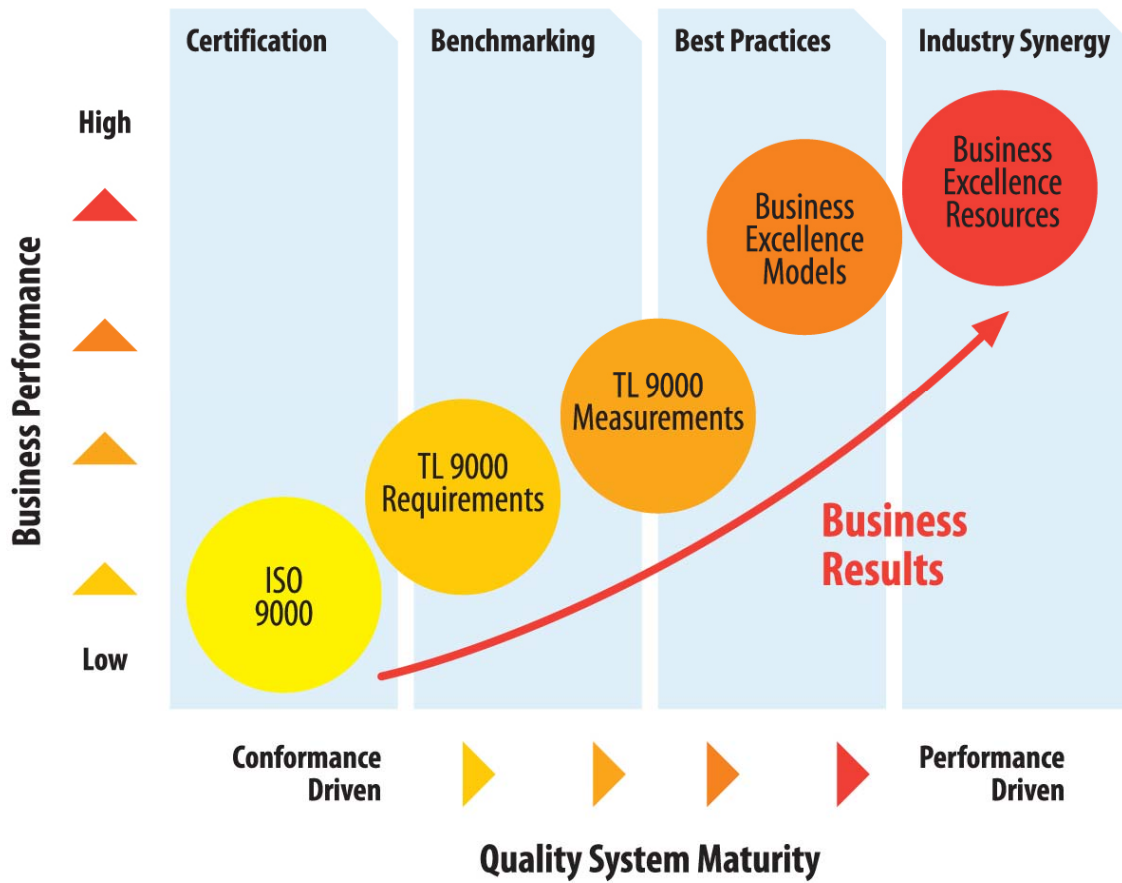 Certification
Benchmarking
Best Practices
Industry Synergy
High
Business
Excellence
Resources
Business
Excellence
Models
Business Performance
TL 9000
Measurements
TL 9000
Requirements
Business
Results
ISO
9000
Low
Conformance
Driven
Performance
Driven
Quality System Maturity